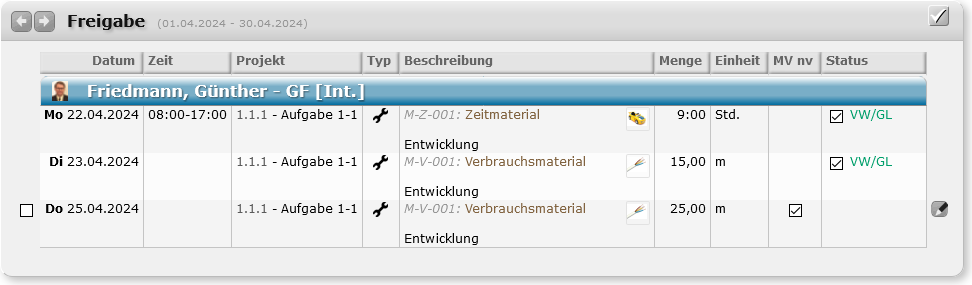 Freigabe (01.04.2024 - 30.04.2024)
Datum Zeit Projekt Typ Beschreibung Menge Einheit MV nv Status
Friedmann, Günther - GF [Int.]
Mo 22.04.2024 08:00-17:00 1.1.1 - Aufgabe 1-1 M-Z-001: Zeitmaterial 9:00 Std. VW/GL
Entwicklung
Di 23.04.2024 1.1.1 - Aufgabe 1-1 M-V-001: Verbrauchsmaterial 15,00 m VW/GL
Entwicklung
Do 25.04.2024 1.1.1 - Aufgabe 1-1 M-V-001: Verbrauchsmaterial 25,00 m
Entwicklung